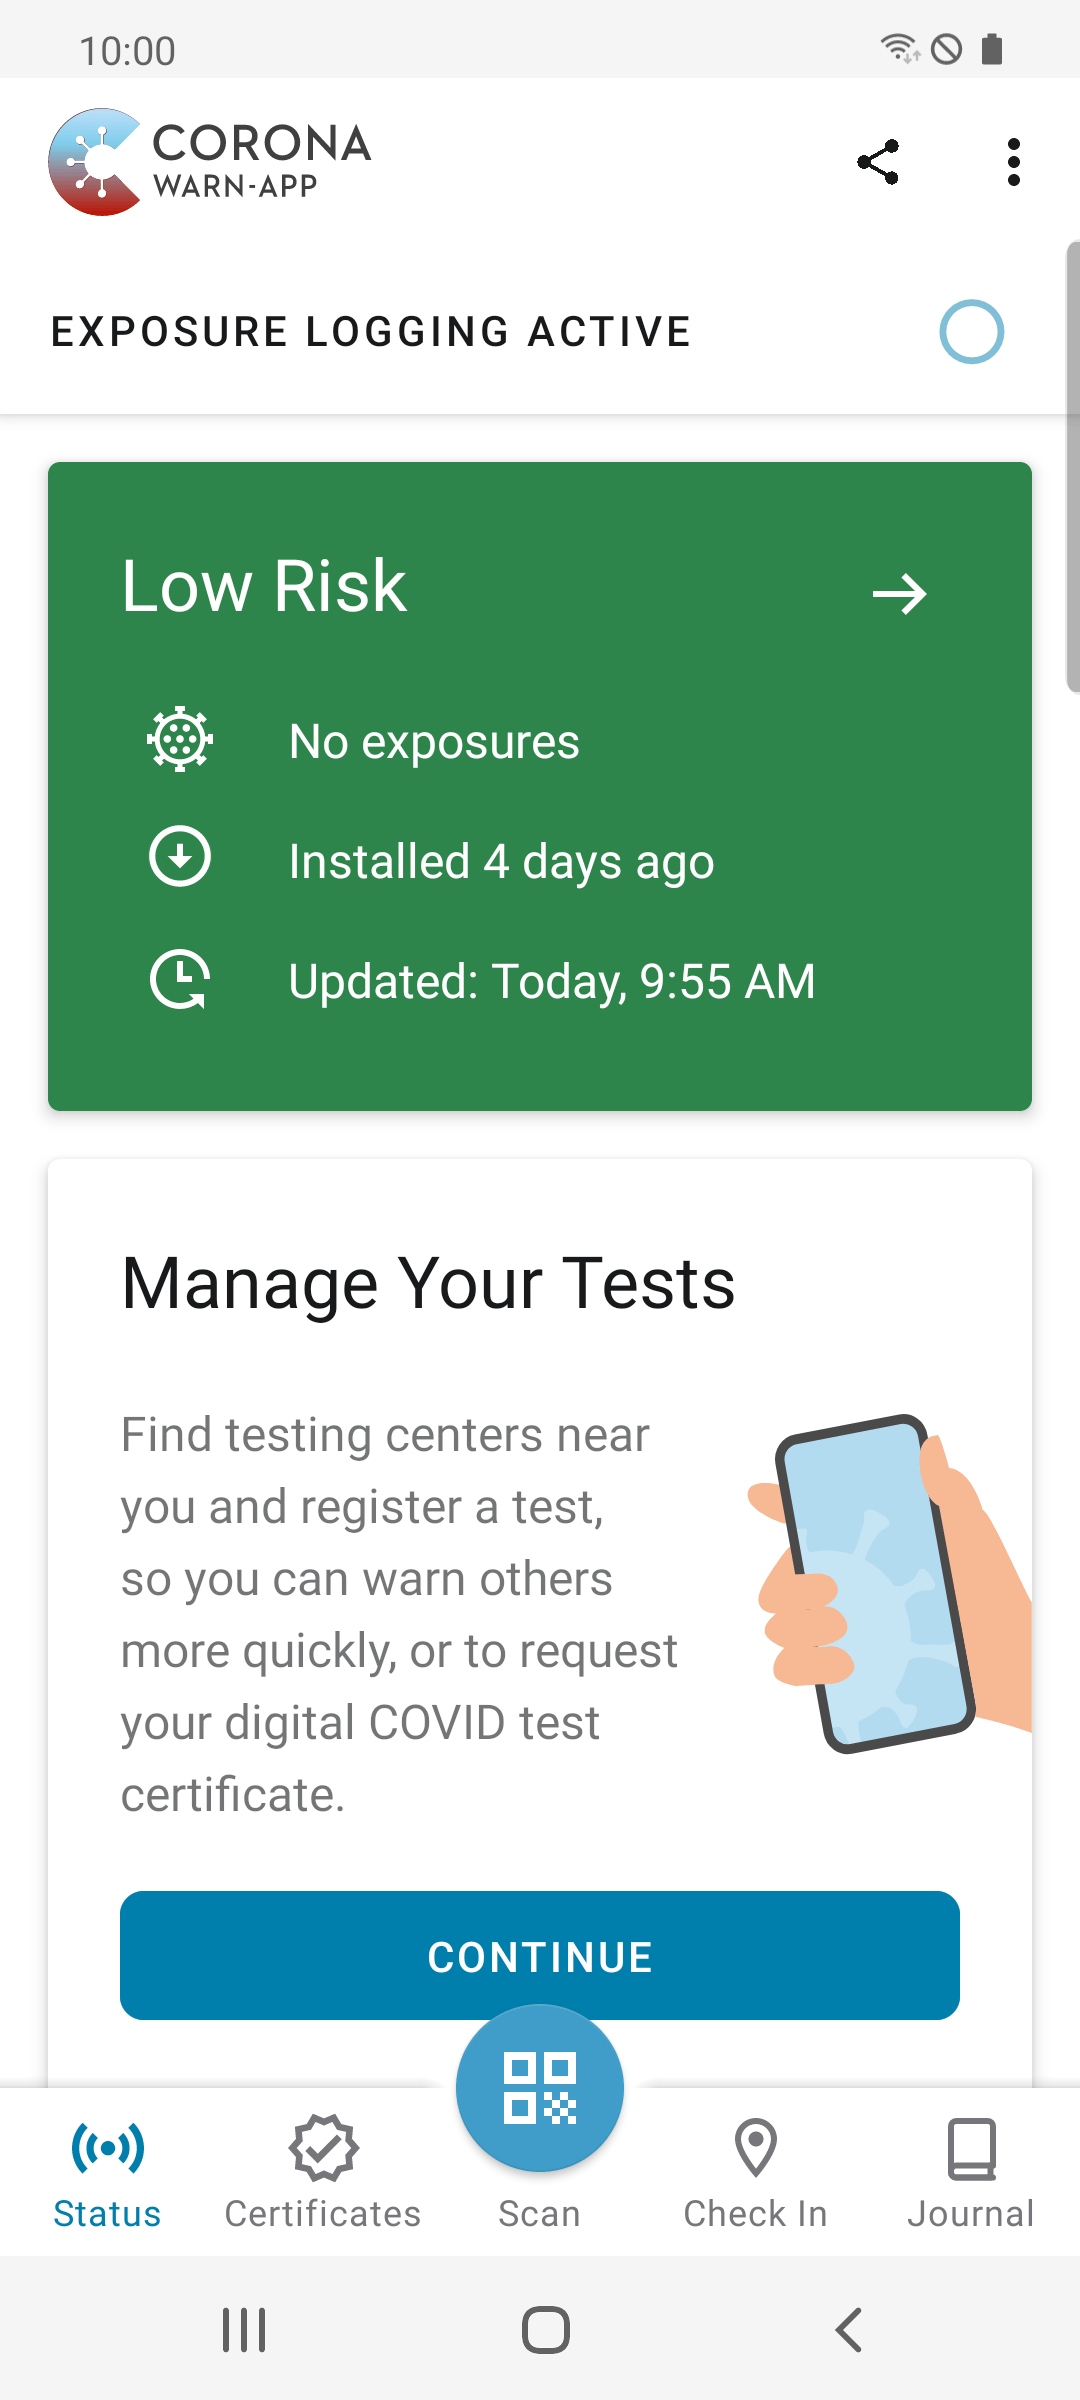 10:00
CORONA
WARN-APP
EXPOSURE LOGGING ACTIVE
Low Risk
No exposures
Installed 4 days ago
Updated: Today, 9:55 AM
Manage Your Tests
Find testing centers near
you and register a test,
so you can warn others
more quickly, or to request
your digital COVID test
certificate.
CONTINUE
Status
Certificates
Scan
Check In
Journal